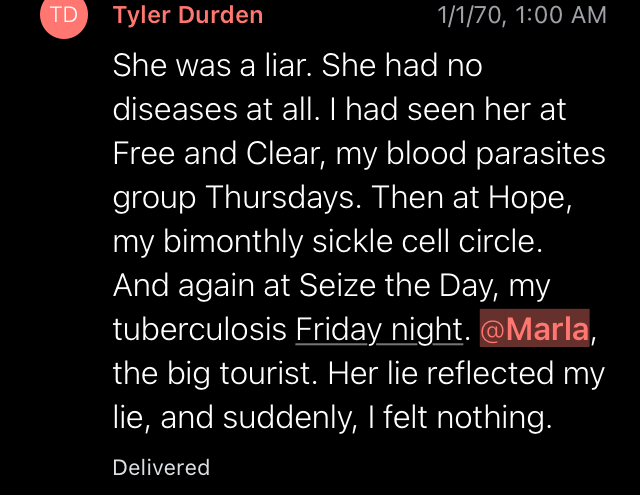 TD
Tyler Durden 1/1/70, 1:00 AM
She was a liar. She had no
diseases at all. I had seen her at
Free and Clear, my blood parasites
group Thursdays. Then at Hope,
my bimonthly sickle cell circle.
And again at Seize the Day, my
tuberculosis Friday night. @Marla,
the big tourist. Her lie reflected my
lie, and suddenly, I felt nothing.
Delivered